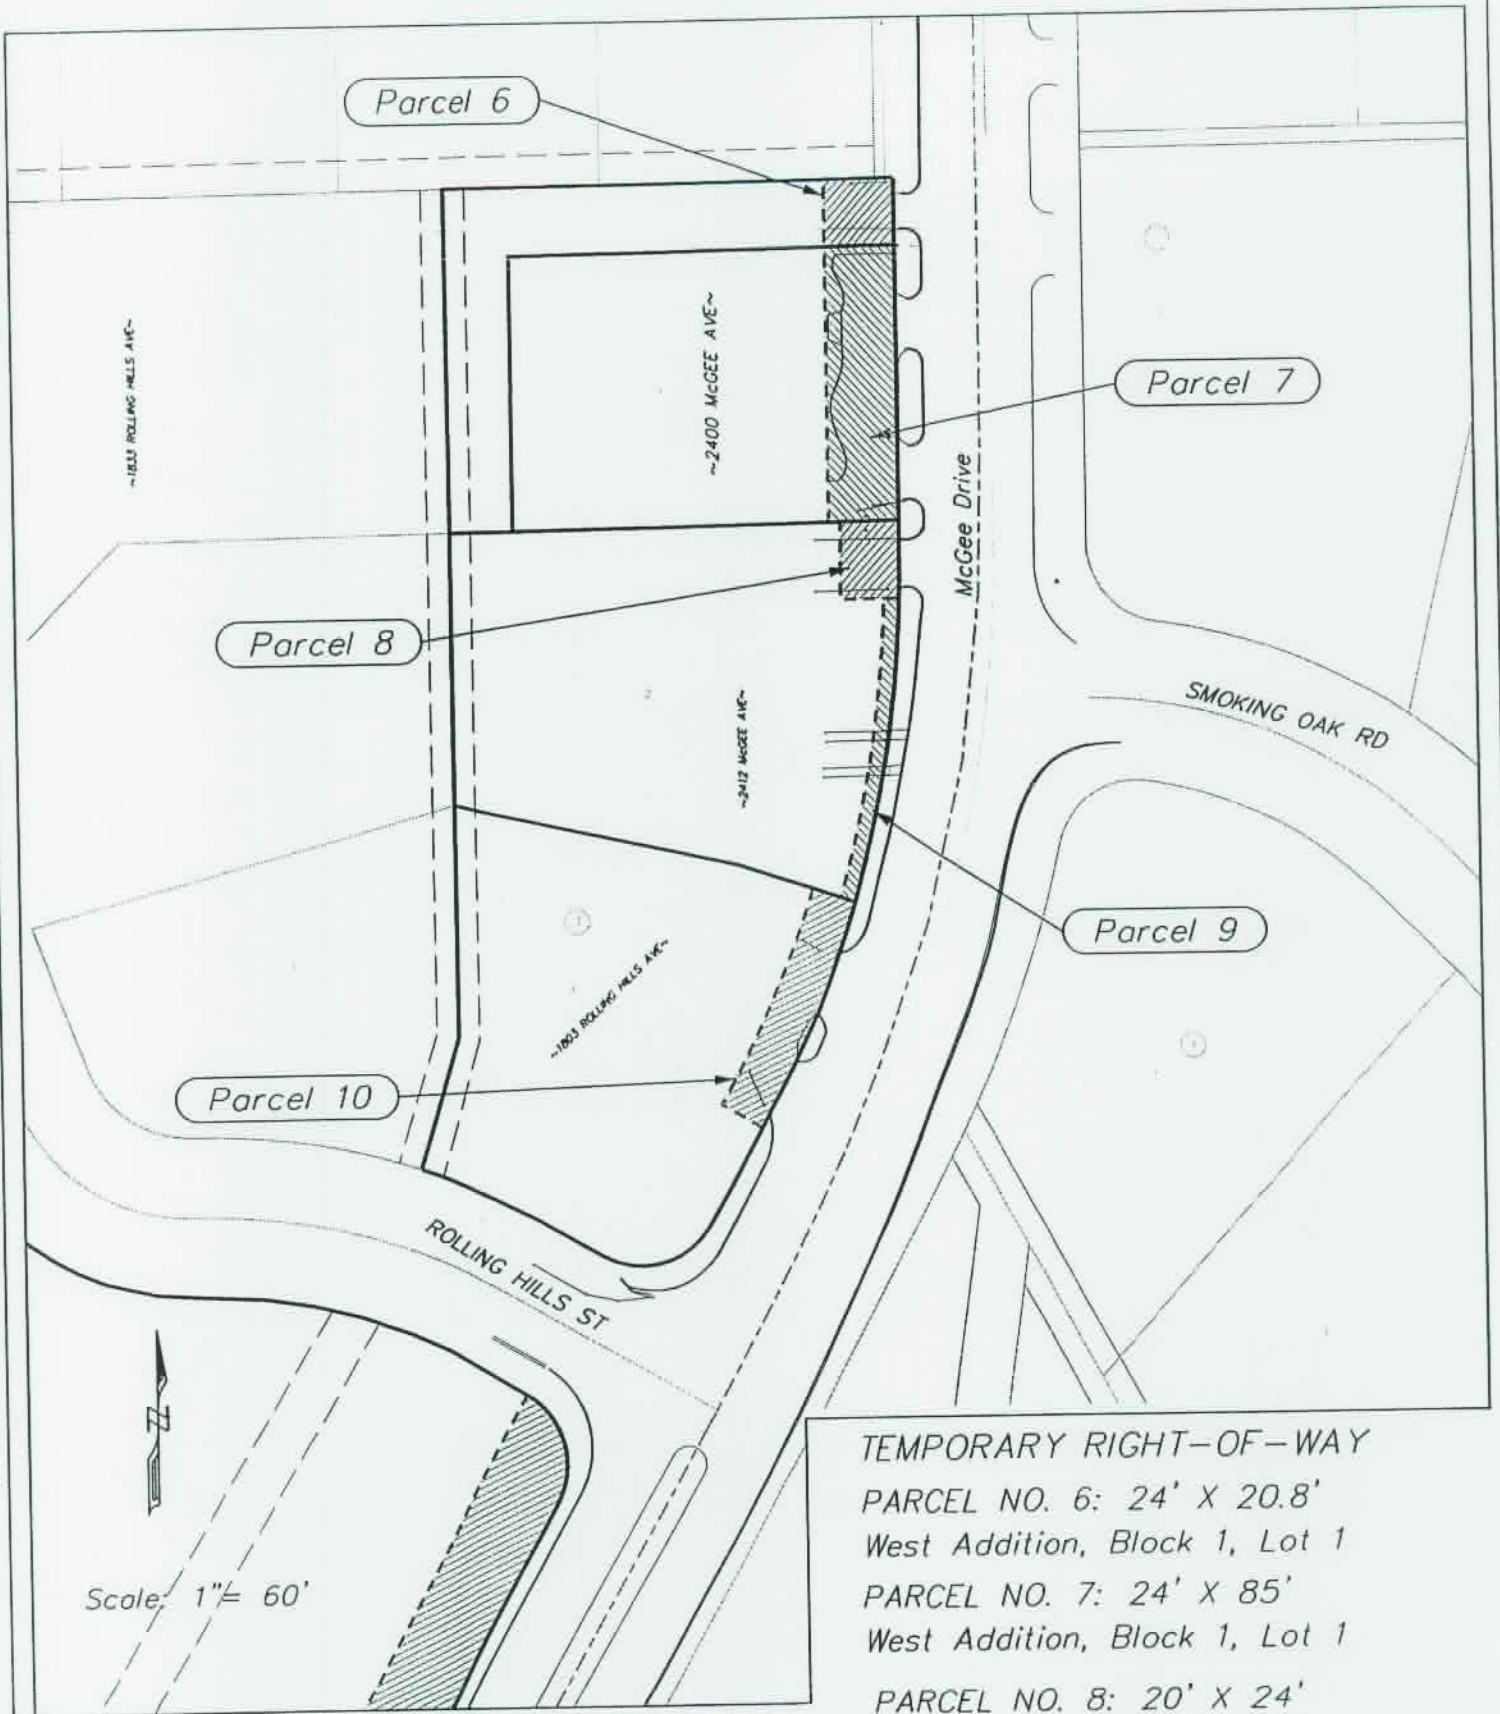 Parcel 6
~1833 ROLLING HILLS AVE~
~2400 McGEE AVE~
Parcel 7
McGee Drive
Parcel 8
SMOKING OAK RD
~2412 McGEE AVE~
Parcel 9
~1803 ROLLING HILLS AVE~
Parcel 10
ROLLING HILLS ST
N
Scale: 1"= 60'
TEMPORARY RIGHT-OF-WAY
PARCEL NO. 6: 24' X 20.8'
West Addition, Block 1, Lot 1
PARCEL NO. 7: 24' X 85'
West Addition, Block 1, Lot 1
PARCEL NO. 8: 20' X 24'